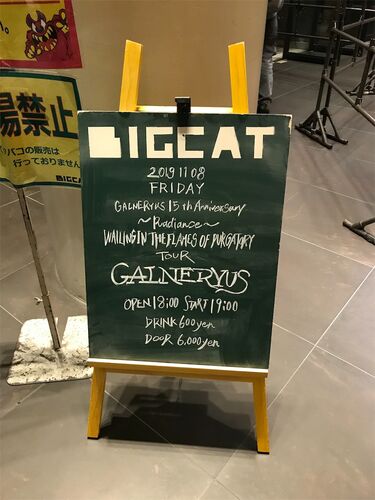 BIGCAT
2019 11 08
FRIDAY
GALNERYUS 15th Anniversary
~Radiance~
WAILING IN THE FLAMES OF PURGATORY
TOUR
GALNERYUS
OPEN 18:00 START 19:00
DRINK 600yen
DOOR 6,000yen
場禁止
バコの販売は
行っておりません
BIGC